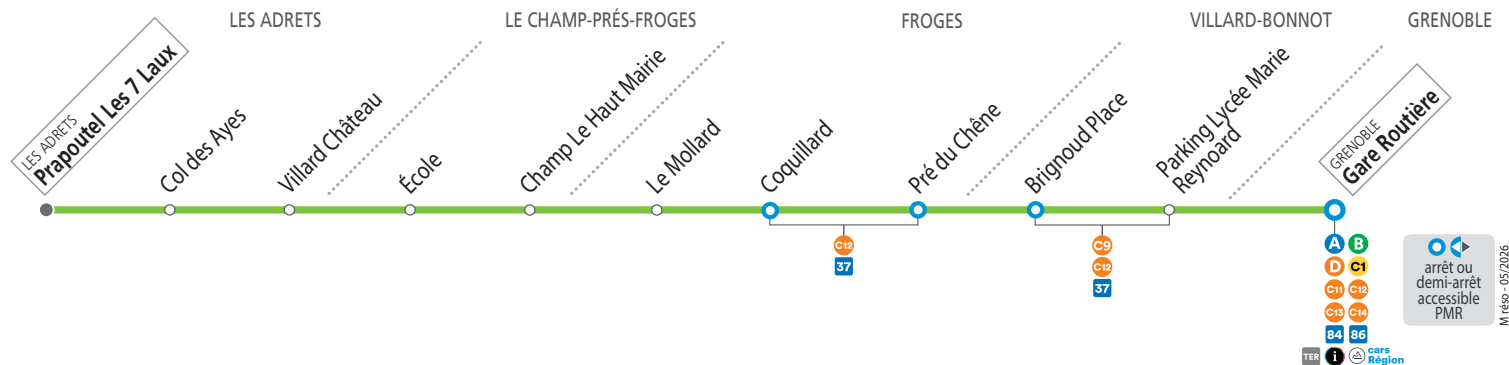 LES ADRETS
LE CHAMP-PRÉS-FROGES
FROGES
VILLARD-BONNOT
GRENOBLE
LES ADRETS
Prapoutel Les 7 Laux
Col des Ayes
Villard Château
École
Champ Le Haut Mairie
Le Mollard
Coquillard
Pré du Chêne
Brignoud Place
Parking Lycée Marie
Reynoard
GRENOBLE
Gare Routière
C12
37
C9
C12
37
A B
D C1
C11 C12
C13 C14
84 86
TER i cars
Région
arrêt ou
demi-arrêt
accessible
PMR
M réso - 05/2026